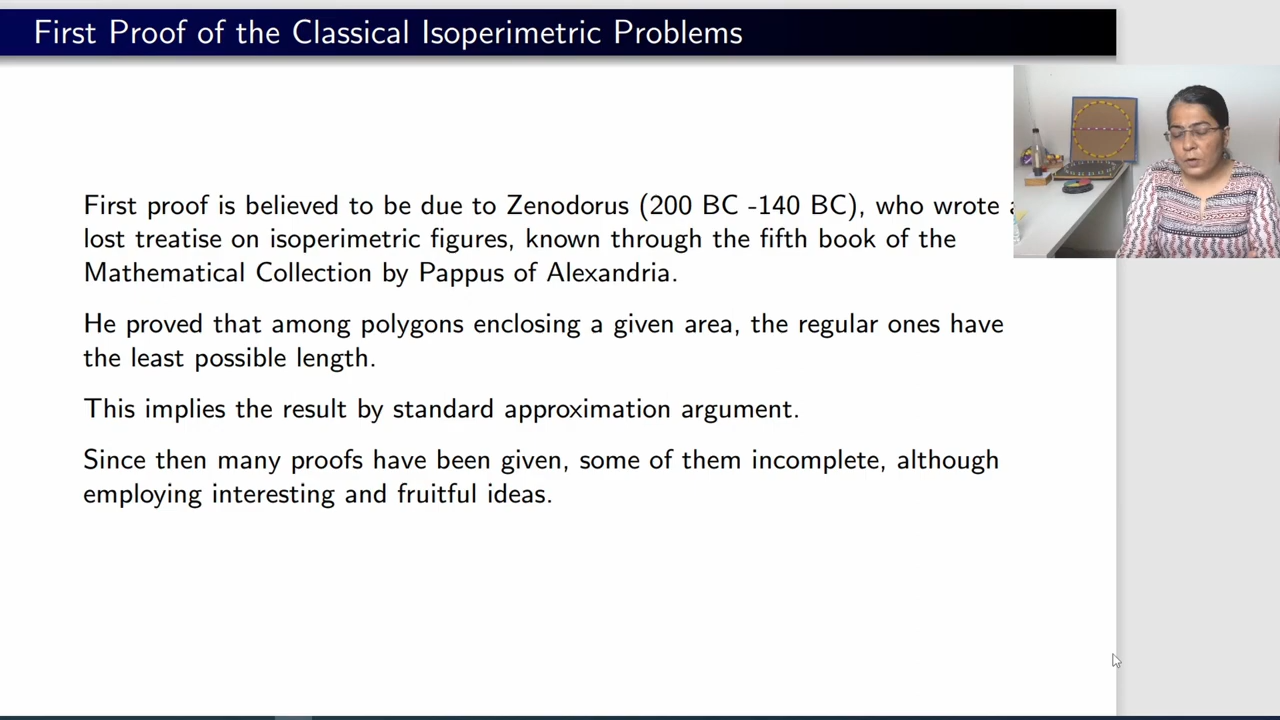 First Proof of the Classical Isoperimetric Problems
First proof is believed to be due to Zenodorus (200 BC -140 BC), who wrote
lost treatise on isoperimetric figures, known through the fifth book of the
Mathematical Collection by Pappus of Alexandria.
He proved that among polygons enclosing a given area, the regular ones have
the least possible length.
This implies the result by standard approximation argument.
Since then many proofs have been given, some of them incomplete, although
employing interesting and fruitful ideas.